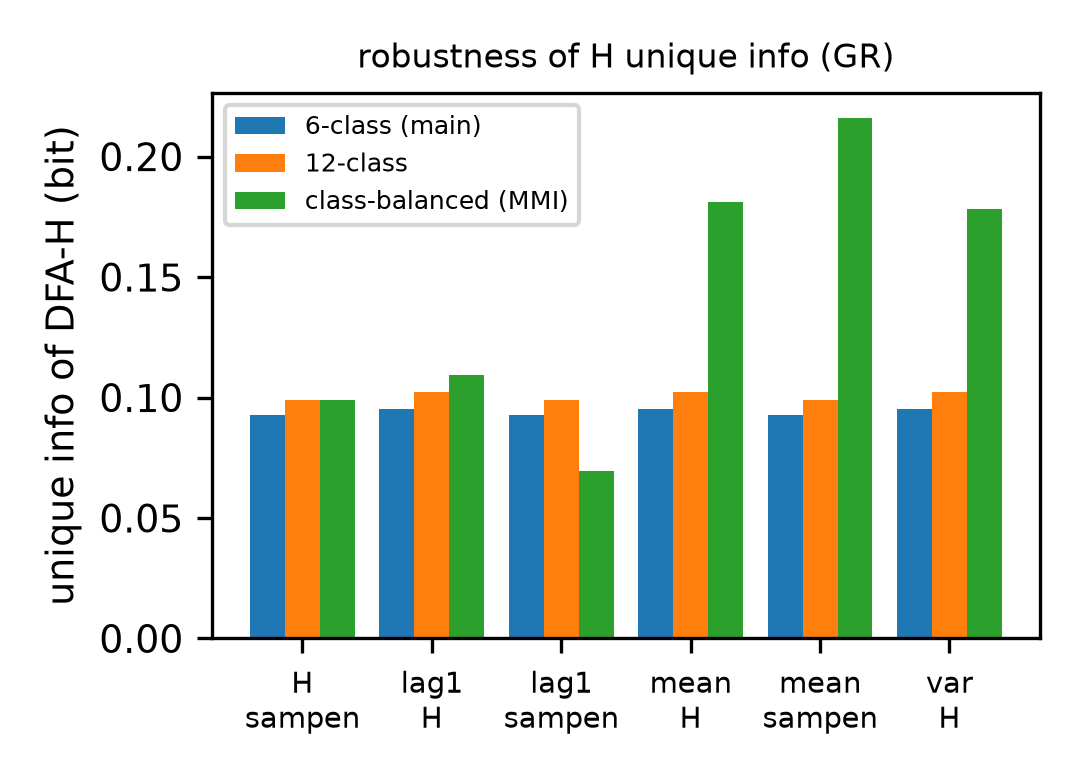 robustness of H unique info (GR)
6-class (main)
12-class
class-balanced (MMI)
unique info of DFA-H (bit)
0.20
0.15
0.10
0.05
0.00
H
sampen
lag1
H
lag1
sampen
mean
H
mean
sampen
var
H